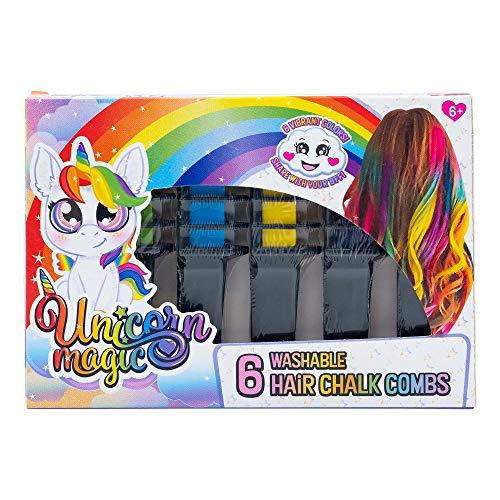 6 VIBRANT COLORS!
SHARE WITH YOUR BFF!
6+
Unicorn
magic
6 WASHABLE
HAIR CHALK COMBS